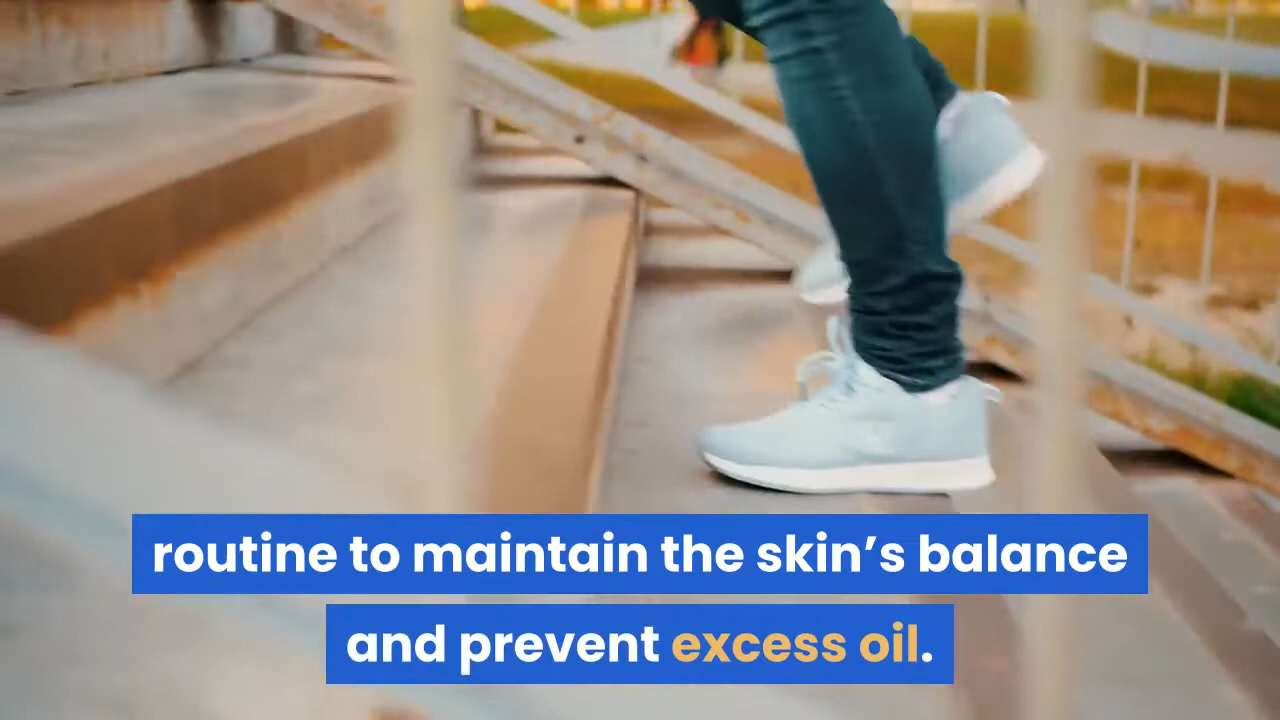 routine to maintain the skin’s balance
and prevent excess oil.